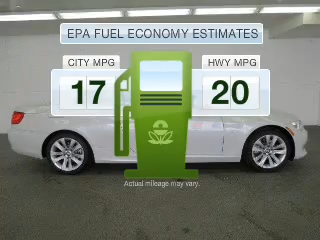 EPA FUEL ECONOMY ESTIMATES
CITY MPG
HWY MPG
17
20
Actual mileage may vary.